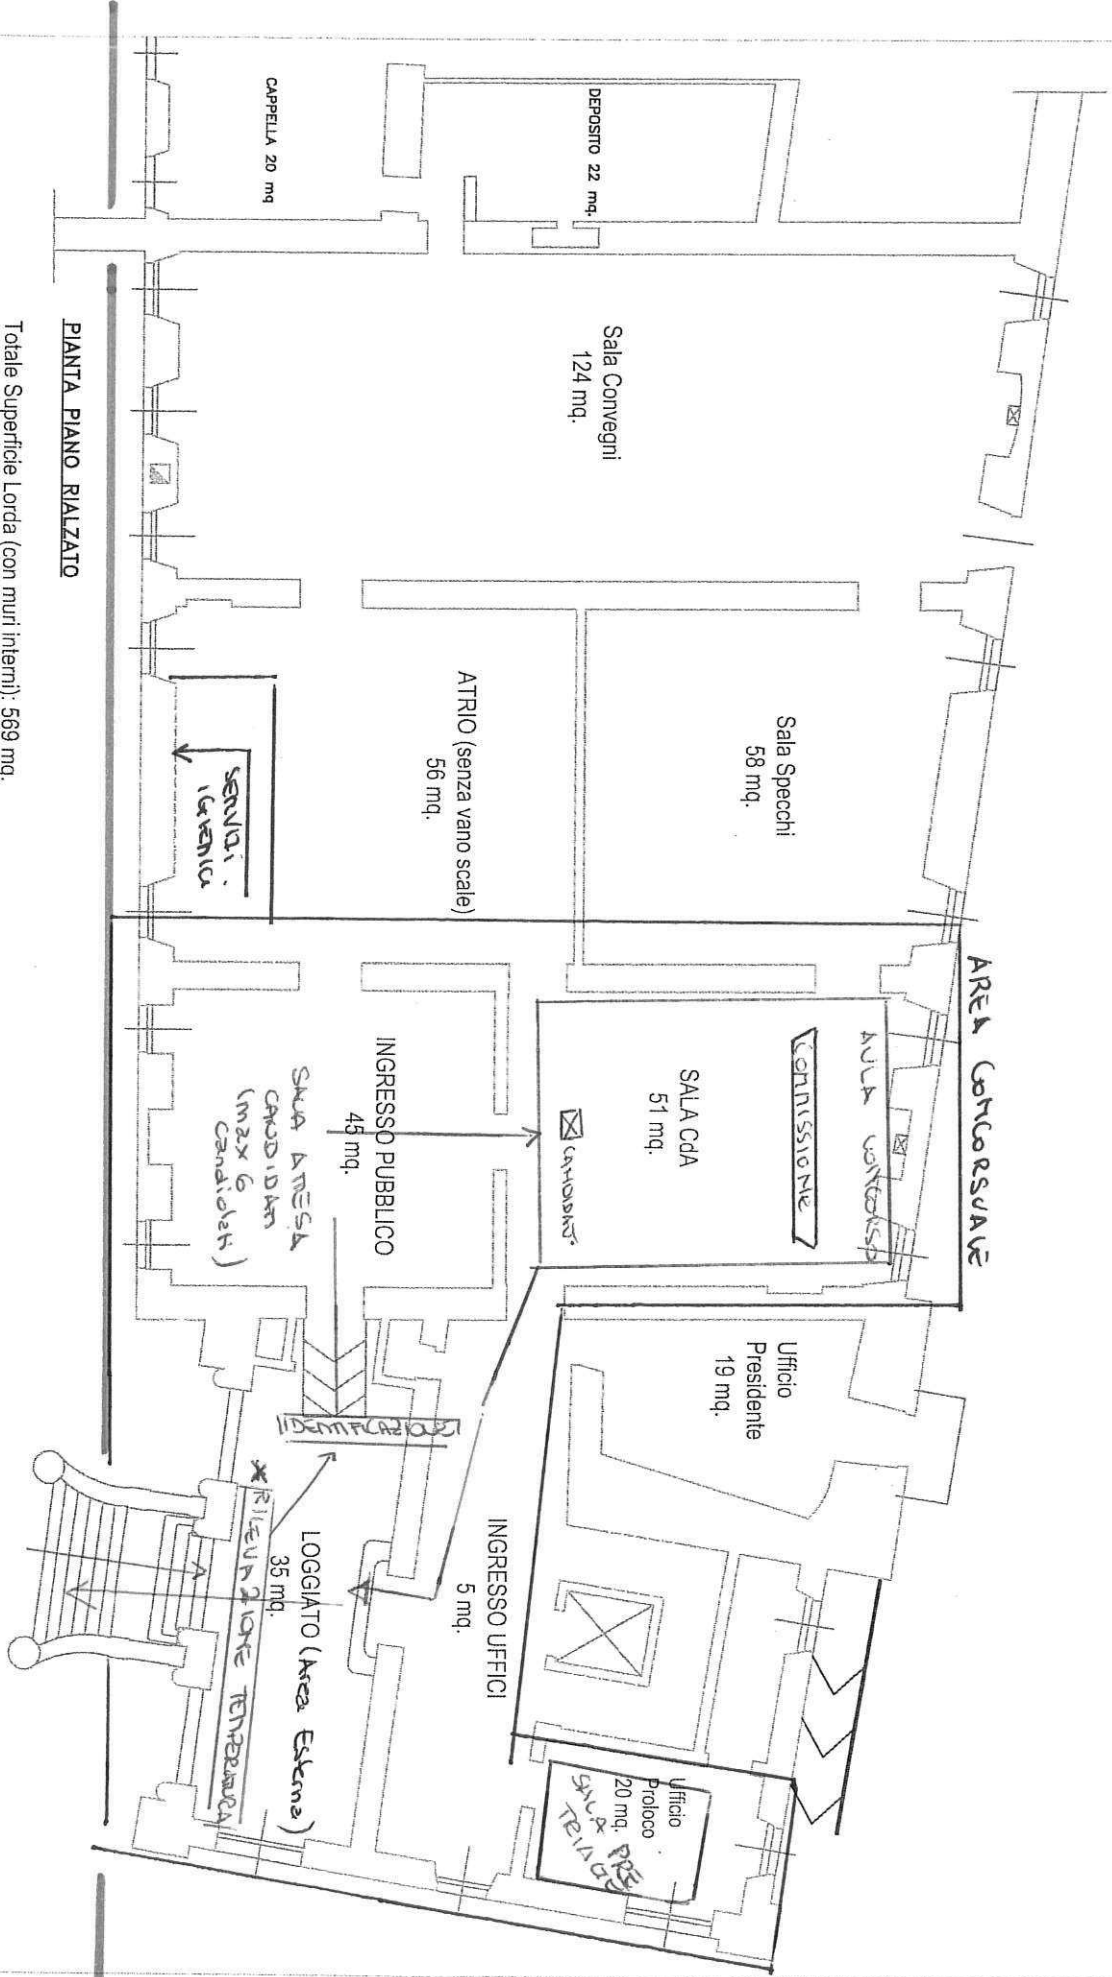 CAPPELLA 20 mq
DEPOSITO 22 mq.
Sala Convegni
124 mq.
PIANTA PIANO RIALZATO
Totale Superficie Lorda (con muri interni): 569 mq.
Sala Specchi
58 mq.
ATRIO (senza vano scale)
56 mq.
SERVIZI
IGIENICI
AREA CONCORSUALE
AULA CONCORSO
COMMISSIONE
SALA CdA
51 mq.
CANDIDATO
INGRESSO PUBBLICO
45 mq.
SALA ATTESA
CANDIDATI
(max 6
candidati)
Ufficio
Presidente
19 mq.
IDENTIFICAZIONE
INGRESSO UFFICI
5 mq.
LOGGIATO (Area Esterna)
35 mq.
*RILEVAZIONE TEMPERATURA
Ufficio
Proloco
20 mq.
SALA PRE
TRIAGE